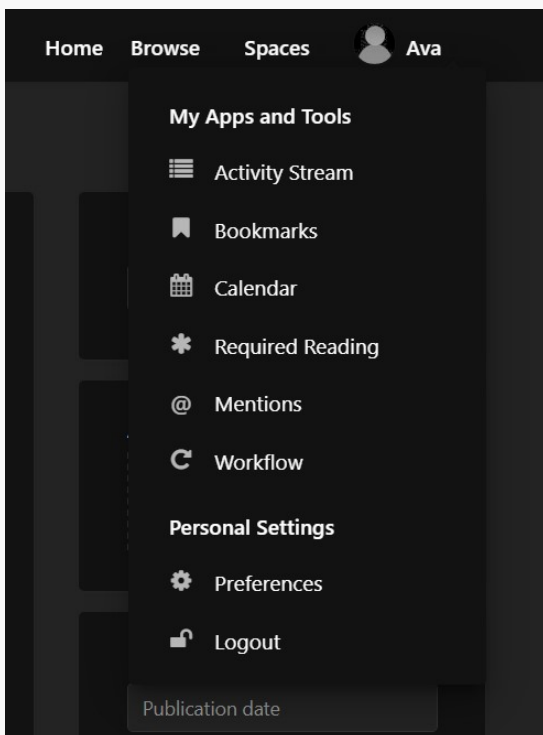 Home Browse Spaces Ava
My Apps and Tools
Activity Stream
Bookmarks
Calendar
Required Reading
@ Mentions
Workflow
Personal Settings
Preferences
Logout
Publication date